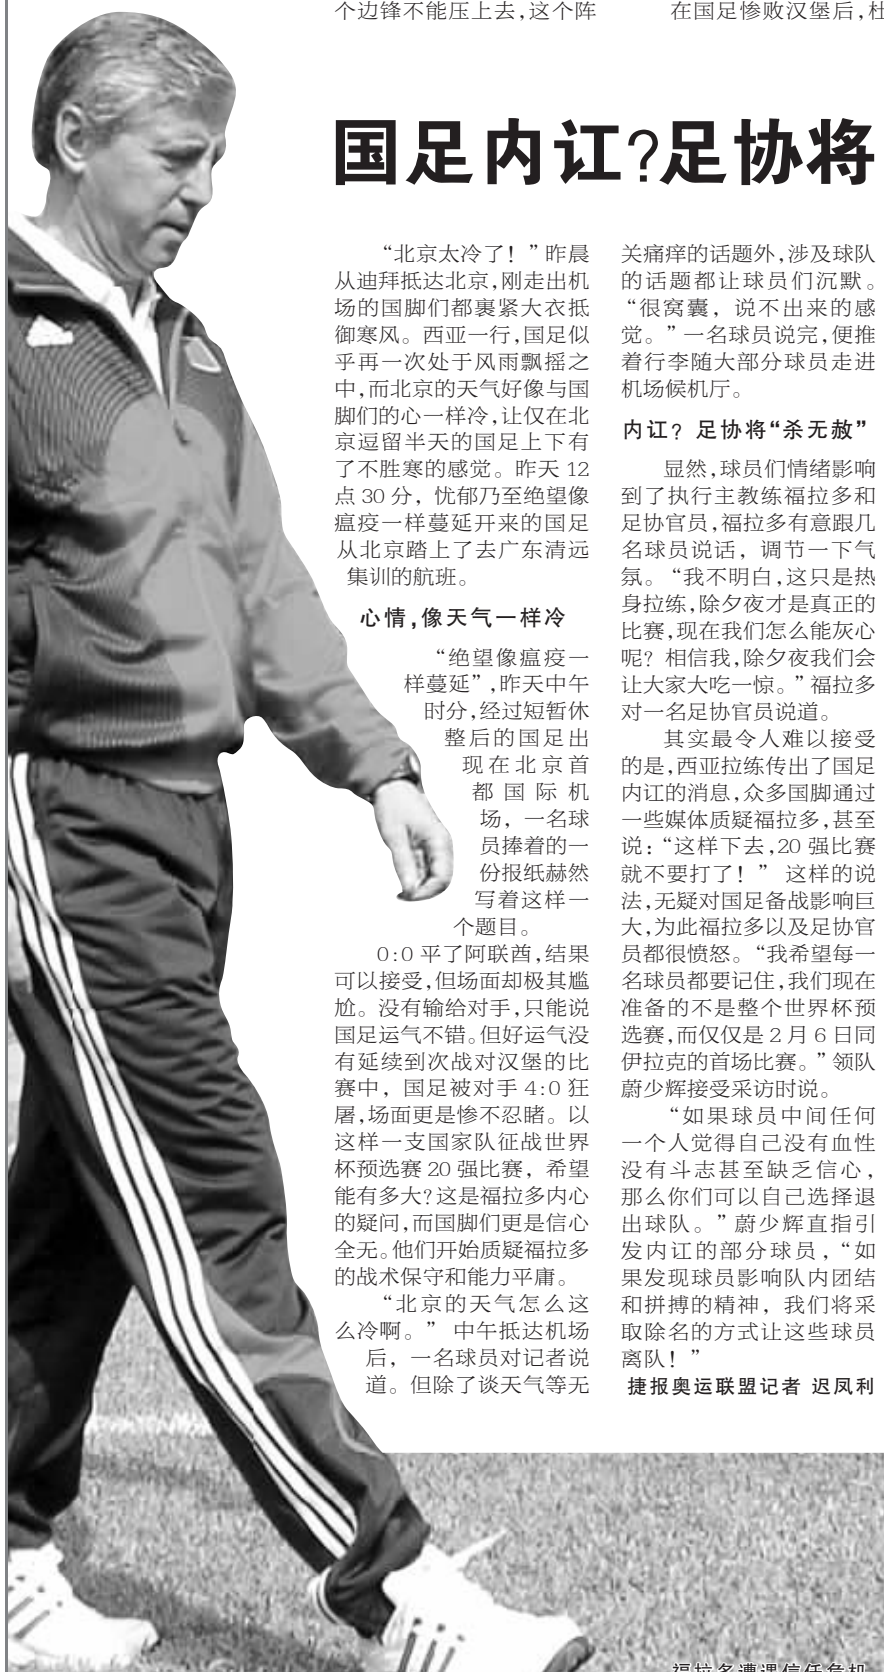 个边锋不能压上去,这个阵
在国足惨败汉堡后,杜
国足内讧?足协将
“北京太冷了！”昨晨
从迪拜抵达北京,刚走出机
场的国脚们都裹紧大衣抵
御寒风。西亚一行,国足似
乎再一次处于风雨飘摇之
中,而北京的天气好像与国
脚们的心一样冷,让仅在北
京逗留半天的国足上下有
了不胜寒的感觉。昨天 12
点 30 分，忧郁乃至绝望像
瘟疫一样蔓延开来的国足
从北京踏上了去广东清远
集训的航班。
心情,像天气一样冷
“绝望像瘟疫一
样蔓延”,昨天中午
时分,经过短暂休
整后的国足出
现在北京首
都国际机
场，一名球
员捧着的一
份报纸赫然
写着这样一
个题目。
0:0 平了阿联酋,结果
可以接受,但场面却极其尴
尬。没有输给对手,只能说
国足运气不错。但好运气没
有延续到次战对汉堡的比
赛中，国足被对手 4:0 狂
屠,场面更是惨不忍睹。以
这样一支国家队征战世界
杯预选赛 20 强比赛，希望
能有多大?这是福拉多内心
的疑问,而国脚们更是信心
全无。他们开始质疑福拉多
的战术保守和能力平庸。
“北京的天气怎么这
么冷啊。”中午抵达机场
后，一名球员对记者说
道。但除了谈天气等无
关痛痒的话题外,涉及球队
的话题都让球员们沉默。
“很窝囊，说不出来的感
觉。”一名球员说完,便推
着行李随大部分球员走进
机场候机厅。
内讧？足协将“杀无赦”
显然,球员们情绪影响
到了执行主教练福拉多和
足协官员,福拉多有意跟几
名球员说话，调节一下气
氛。“我不明白,这只是热
身拉练,除夕夜才是真正的
比赛,现在我们怎么能灰心
呢？相信我,除夕夜我们会
让大家大吃一惊。”福拉多
对一名足协官员说道。
其实最令人难以接受
的是,西亚拉练传出了国足
内讧的消息,众多国脚通过
一些媒体质疑福拉多,甚至
说：“这样下去,20 强比赛
就不要打了！”这样的说
法,无疑对国足备战影响巨
大,为此福拉多以及足协官
员都很愤怒。“我希望每一
名球员都要记住,我们现在
准备的不是整个世界杯预
选赛,而仅仅是 2 月 6 日同
伊拉克的首场比赛。”领队
蔚少辉接受采访时说。
“如果球员中间任何
一个人觉得自己没有血性
没有斗志甚至缺乏信心，
那么你们可以自己选择退
出球队。”蔚少辉直指引
发内讧的部分球员，“如
果发现球员影响队内团结
和拼搏的精神，我们将采
取除名的方式让这些球员
离队！”
捷报奥运联盟记者 迟凤利
福拉多遭遇信任危机